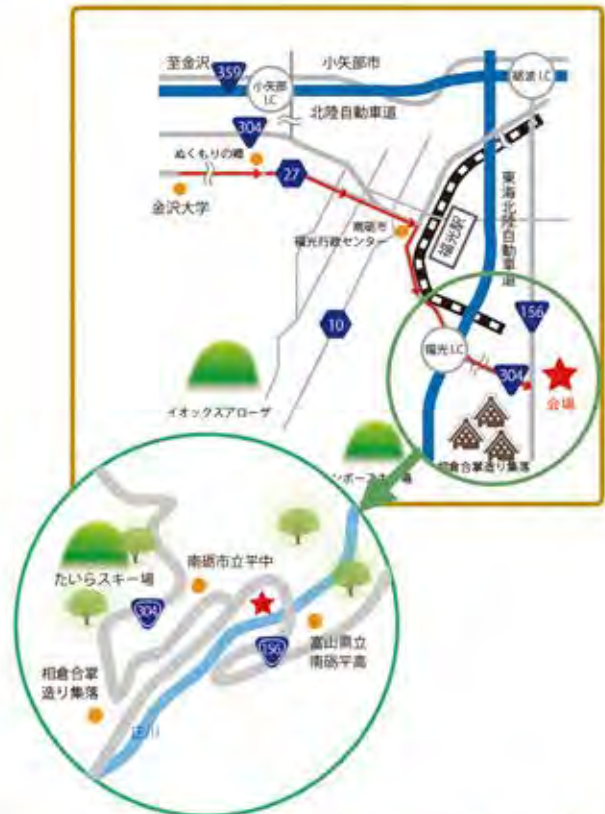 至金沢
359
小矢部
I.C
小矢部市
砺波I.C
北陸自動車道
304
ぬくもりの郷
27
金沢大学
南砺市
福光行政センター
福光駅
東海北陸自動車道
156
10
福光I.C
304
会場
イオックスアローザ
相倉合掌造り集落
たいらスキー場
南砺市立平中
304
156
富山県立
南砺平高
相倉合掌
造り集落
庄川